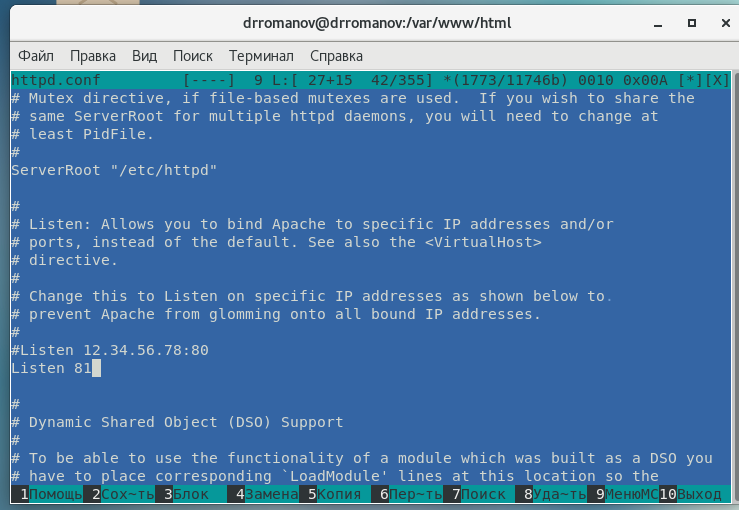 drromanov@drromanov:/var/www/html
Файл Правка Вид Поиск Терминал Справка
httpd.conf [----] 9 L:[ 27+15 42/355] *(1773/11746b) 0010 0x00A [*][X]
# Mutex directive, if file-based mutexes are used.  If you wish to share the
# same ServerRoot for multiple httpd daemons, you will need to change at
# least PidFile.
#
ServerRoot "/etc/httpd"
#
# Listen: Allows you to bind Apache to specific IP addresses and/or
# ports, instead of the default. See also the <VirtualHost>
# directive.
#
# Change this to Listen on specific IP addresses as shown below to.
# prevent Apache from glomming onto all bound IP addresses.
#
#Listen 12.34.56.78:80
Listen 81
#
# Dynamic Shared Object (DSO) Support
#
# To be able to use the functionality of a module which was built as a DSO you
# have to place corresponding `LoadModule' lines at this location so the
1Помощь 2Сох~ть 3Блок 4Замена 5Копия 6Пер~ть 7Поиск 8Уда~ть 9МенюMC 10Выход